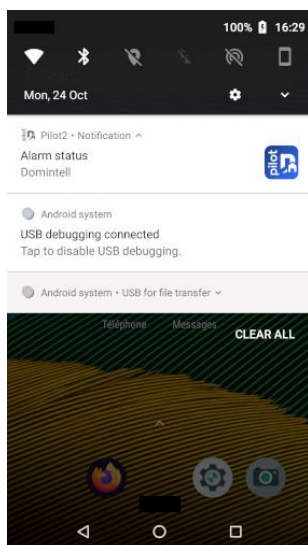 100% 16:29
Mon, 24 Oct
Pilot2 • Notification
Alarm status
Domintell
pilot
Android system
USB debugging connected
Tap to disable USB debugging.
Android system • USB for file transfer
Téléphone Messages
CLEAR ALL